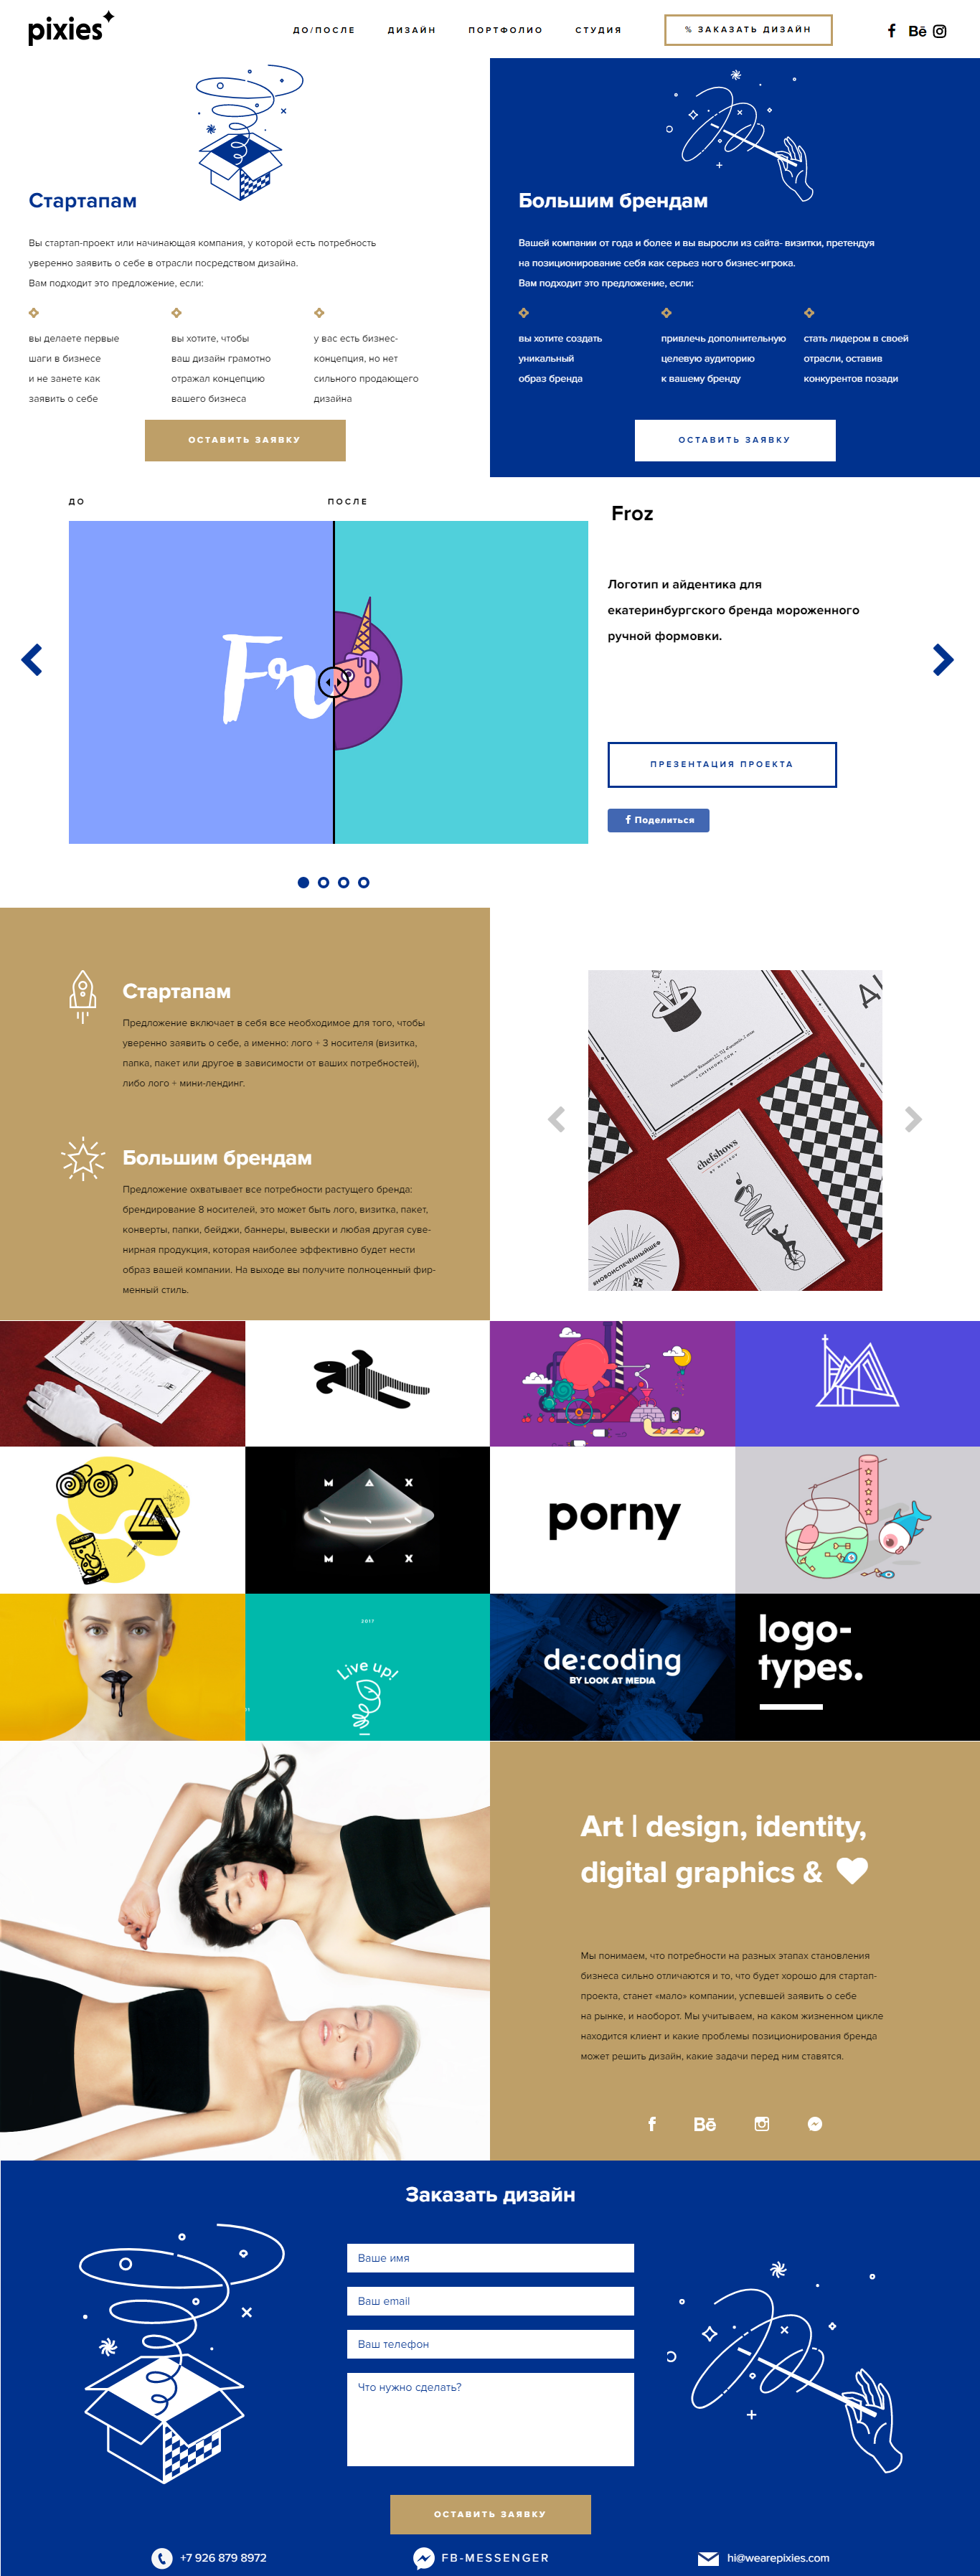 pixies
ДО/ПОСЛЕ ДИЗАЙН ПОРТФОЛИО СТУДИЯ % ЗАКАЗАТЬ ДИЗАЙН
Bē
Стартапам
Вы стартап-проект или начинающая компания, у которой есть потребность
уверенно заявить о себе в отрасли посредством дизайна.
Вам подходит это предложение, если:
вы делаете первые
шаги в бизнесе
и не занете как
заявить о себе
вы хотите, чтобы
ваш дизайн грамотно
отражал концепцию
вашего бизнеса
у вас есть бизнес-
концепция, но нет
сильного продающего
дизайна
ОСТАВИТЬ ЗАЯВКУ
Большим брендам
Вашей компании от года и более и вы выросли из сайта- визитки, претендуя
на позиционирование себя как серьез ного бизнес-игрока.
Вам подходит это предложение, если:
вы хотите создать
уникальный
образ бренда
привлечь дополнительную
целевую аудиторию
к вашему бренду
стать лидером в своей
отрасли, оставив
конкурентов позади
ОСТАВИТЬ ЗАЯВКУ
ДО ПОСЛЕ
Fr
Froz
Логотип и айдентика для
екатеринбургского бренда мороженного
ручной формовки.
ПРЕЗЕНТАЦИЯ ПРОЕКТА
Поделиться
Стартапам
Предложение включает в себя все необходимое для того, чтобы
уверенно заявить о себе, а именно: лого + 3 носителя (визитка,
папка, пакет или другое в зависимости от ваших потребностей),
либо лого + мини-лендинг.
Большим брендам
Предложение охватывает все потребности растущего бренда:
брендирование 8 носителей, это может быть лого, визитка, пакет,
конверты, папки, бейджи, баннеры, вывески и любая другая суве-
нирная продукция, которая наиболее эффективно будет нести
образ вашей компании. На выходе вы получите полноценный фир-
менный стиль.
chefshows
BY NOVIKOV
#НОВОИСПЕЧЁННЫЙШЕФ
M A X
M A X
porny
2017
Live up!
de:coding
BY LOOK AT MEDIA
logo-
types.
Art | design, identity,
digital graphics &
Мы понимаем, что потребности на разных этапах становления
бизнеса сильно отличаются и то, что будет хорошо для стартап-
проекта, станет «мало» компании, успевшей заявить о себе
на рынке, и наоборот. Мы учитываем, на каком жизненном цикле
находится клиент и какие проблемы позиционирования бренда
может решить дизайн, какие задачи перед ним ставятся.
Bē
Заказать дизайн
Ваше имя
Ваш email
Ваш телефон
Что нужно сделать?
ОСТАВИТЬ ЗАЯВКУ
+7 926 879 8972 FB-MESSENGER hi@wearepixies.com